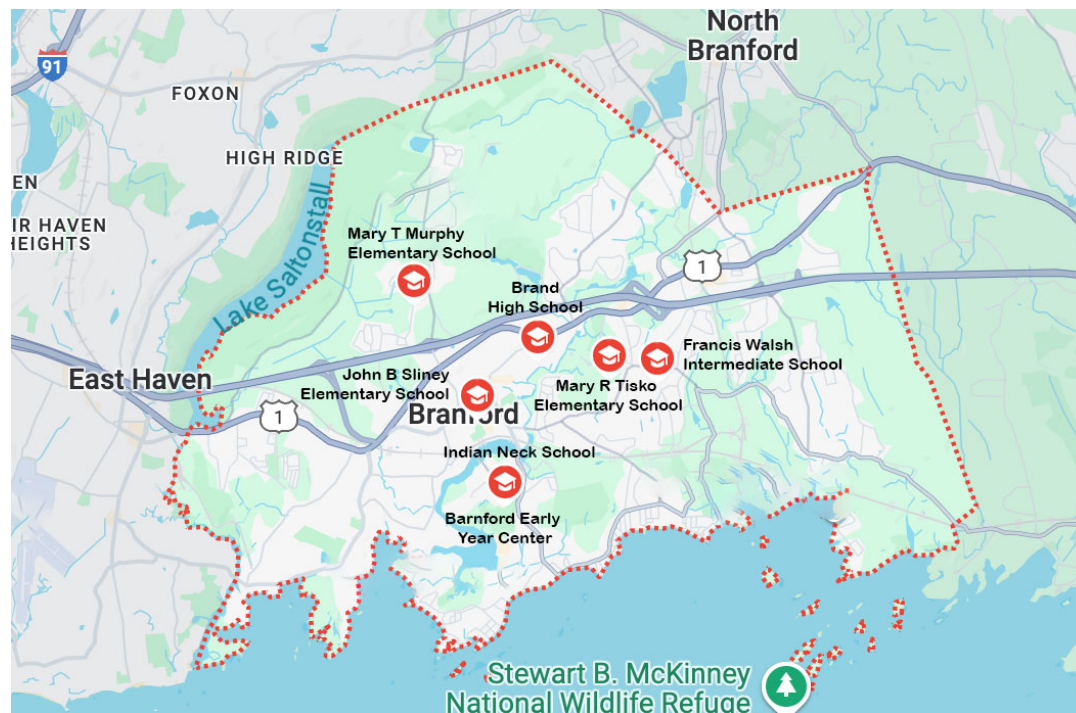 North
Branford
91
FOXON
HIGH RIDGE
EN
IR HAVEN
HEIGHTS
Lake Saltonstall
Mary T Murphy
Elementary School
1
Brand
High School
Francis Walsh
Intermediate School
East Haven
John B Sliney
Elementary School
Mary R Tisko
Elementary School
1
Branford
Indian Neck School
Barnford Early
Year Center
Stewart B. McKinney
National Wildlife Refuge